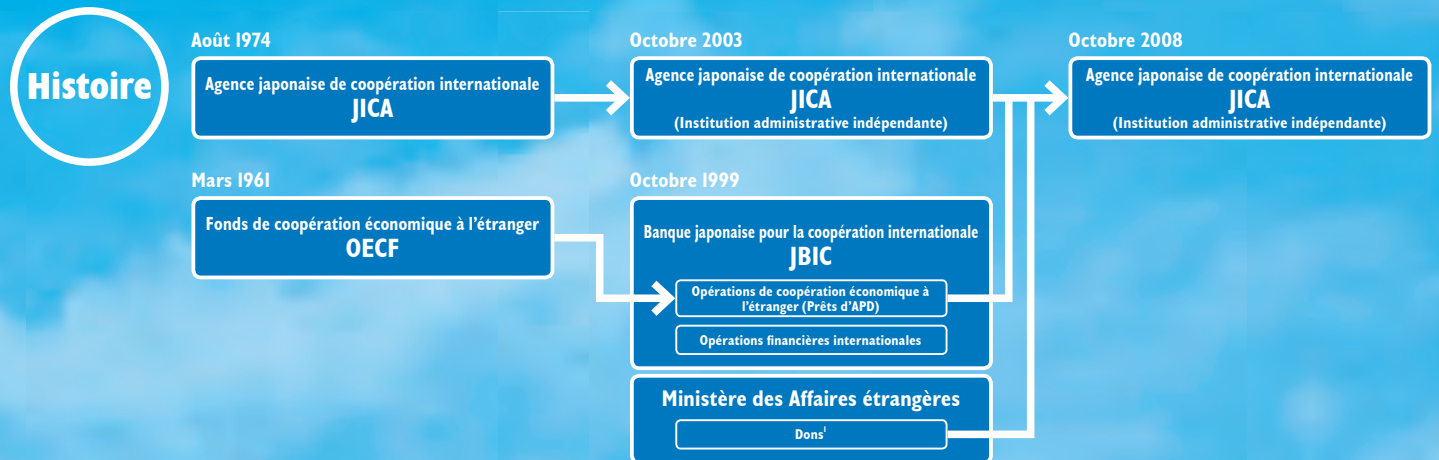 Histoire
Août 1974
Agence japonaise de coopération internationale
JICA
Octobre 2003
Agence japonaise de coopération internationale
JICA
(Institution administrative indépendante)
Octobre 2008
Agence japonaise de coopération internationale
JICA
(Institution administrative indépendante)
Mars 1961
Fonds de coopération économique à l’étranger
OECF
Octobre 1999
Banque japonaise pour la coopération internationale
JBIC
Opérations de coopération économique à
l’étranger (Prêts d’APD)
Opérations financières internationales
Ministère des Affaires étrangères
Dons¹